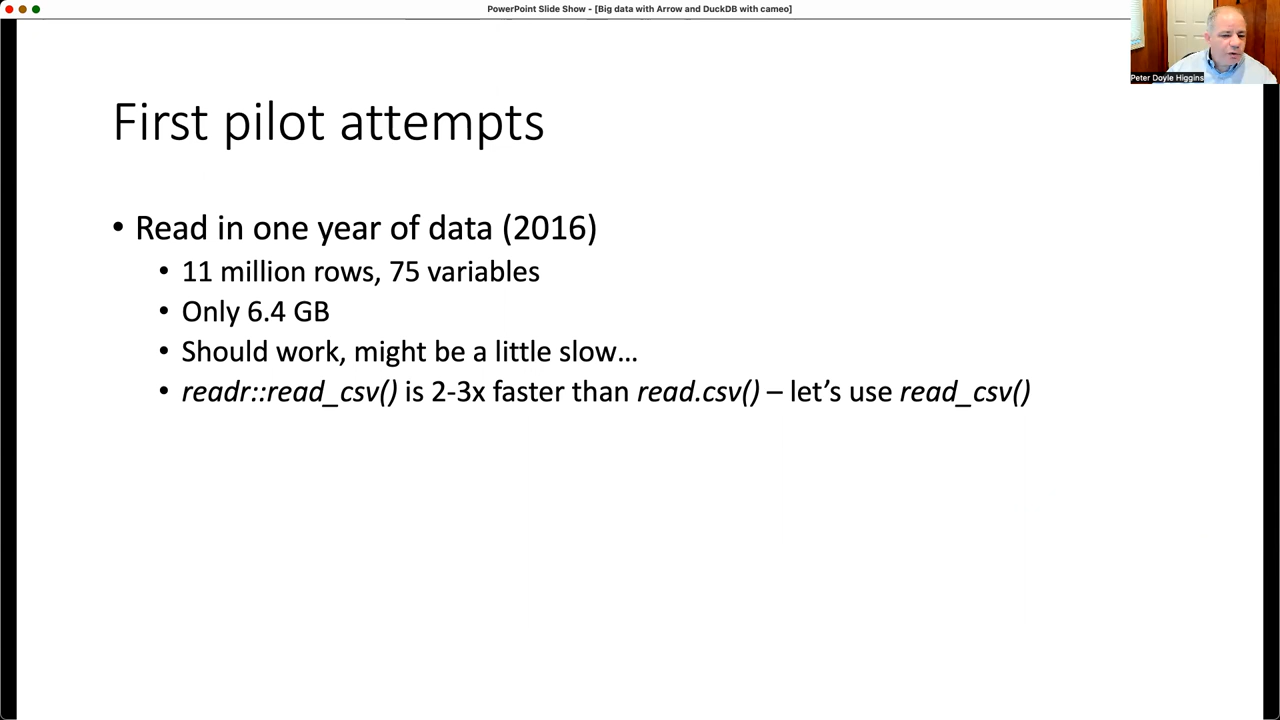 PowerPoint Slide Show - [Big data with Arrow and DuckDB with cameo]
Peter Doyle Higgins
First pilot attempts
• Read in one year of data (2016)
• 11 million rows, 75 variables
• Only 6.4 GB
• Should work, might be a little slow…
• readr::read_csv() is 2-3x faster than read.csv() – let’s use read_csv()